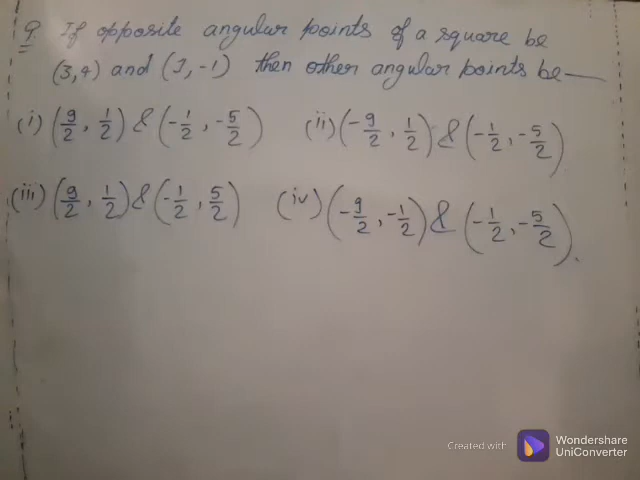 Q. If opposite angular points of a square be
(3,4) and (1,-1) then other angular points be—
(i) (9/2, 1/2) & (-1/2, -5/2) (ii) (-9/2, 1/2) & (-1/2, -5/2)
(iii) (9/2, 1/2) & (-1/2, 5/2) (iv) (-9/2, -1/2) & (-1/2, -5/2).
Created with Wondershare UniConverter